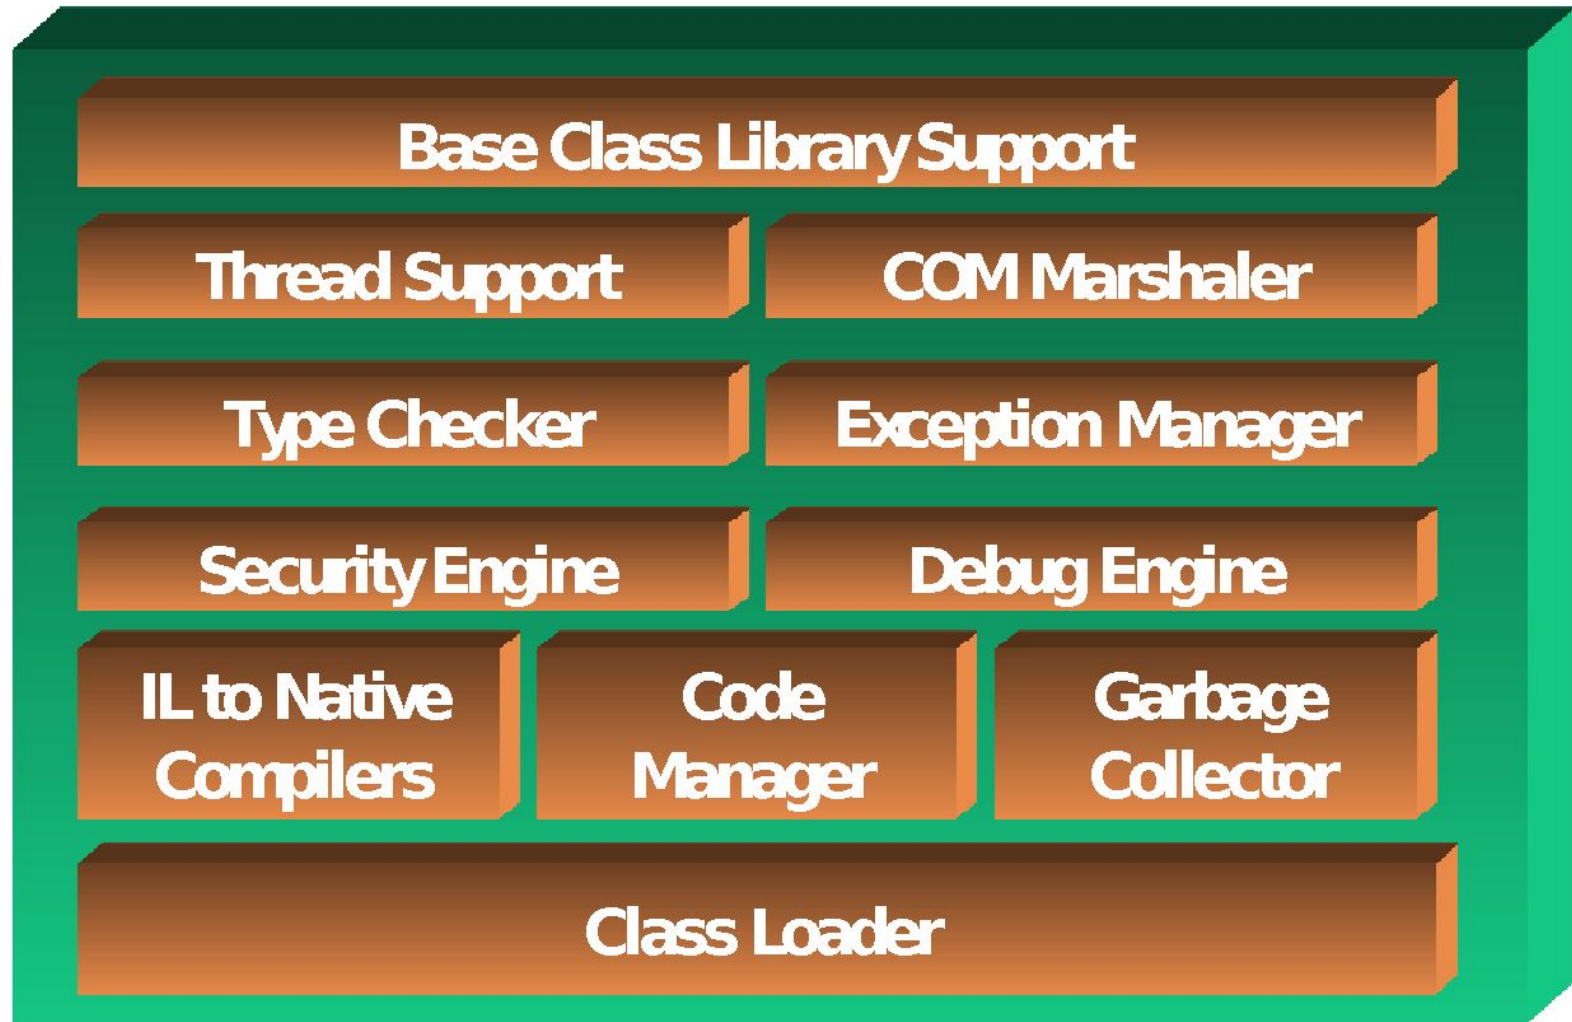 Base Class Library Support
Thread Support
COM Marshaler
Type Checker
Exception Manager
Security Engine
Debug Engine
IL to Native
Compilers
Code
Manager
Garbage
Collector
Class Loader